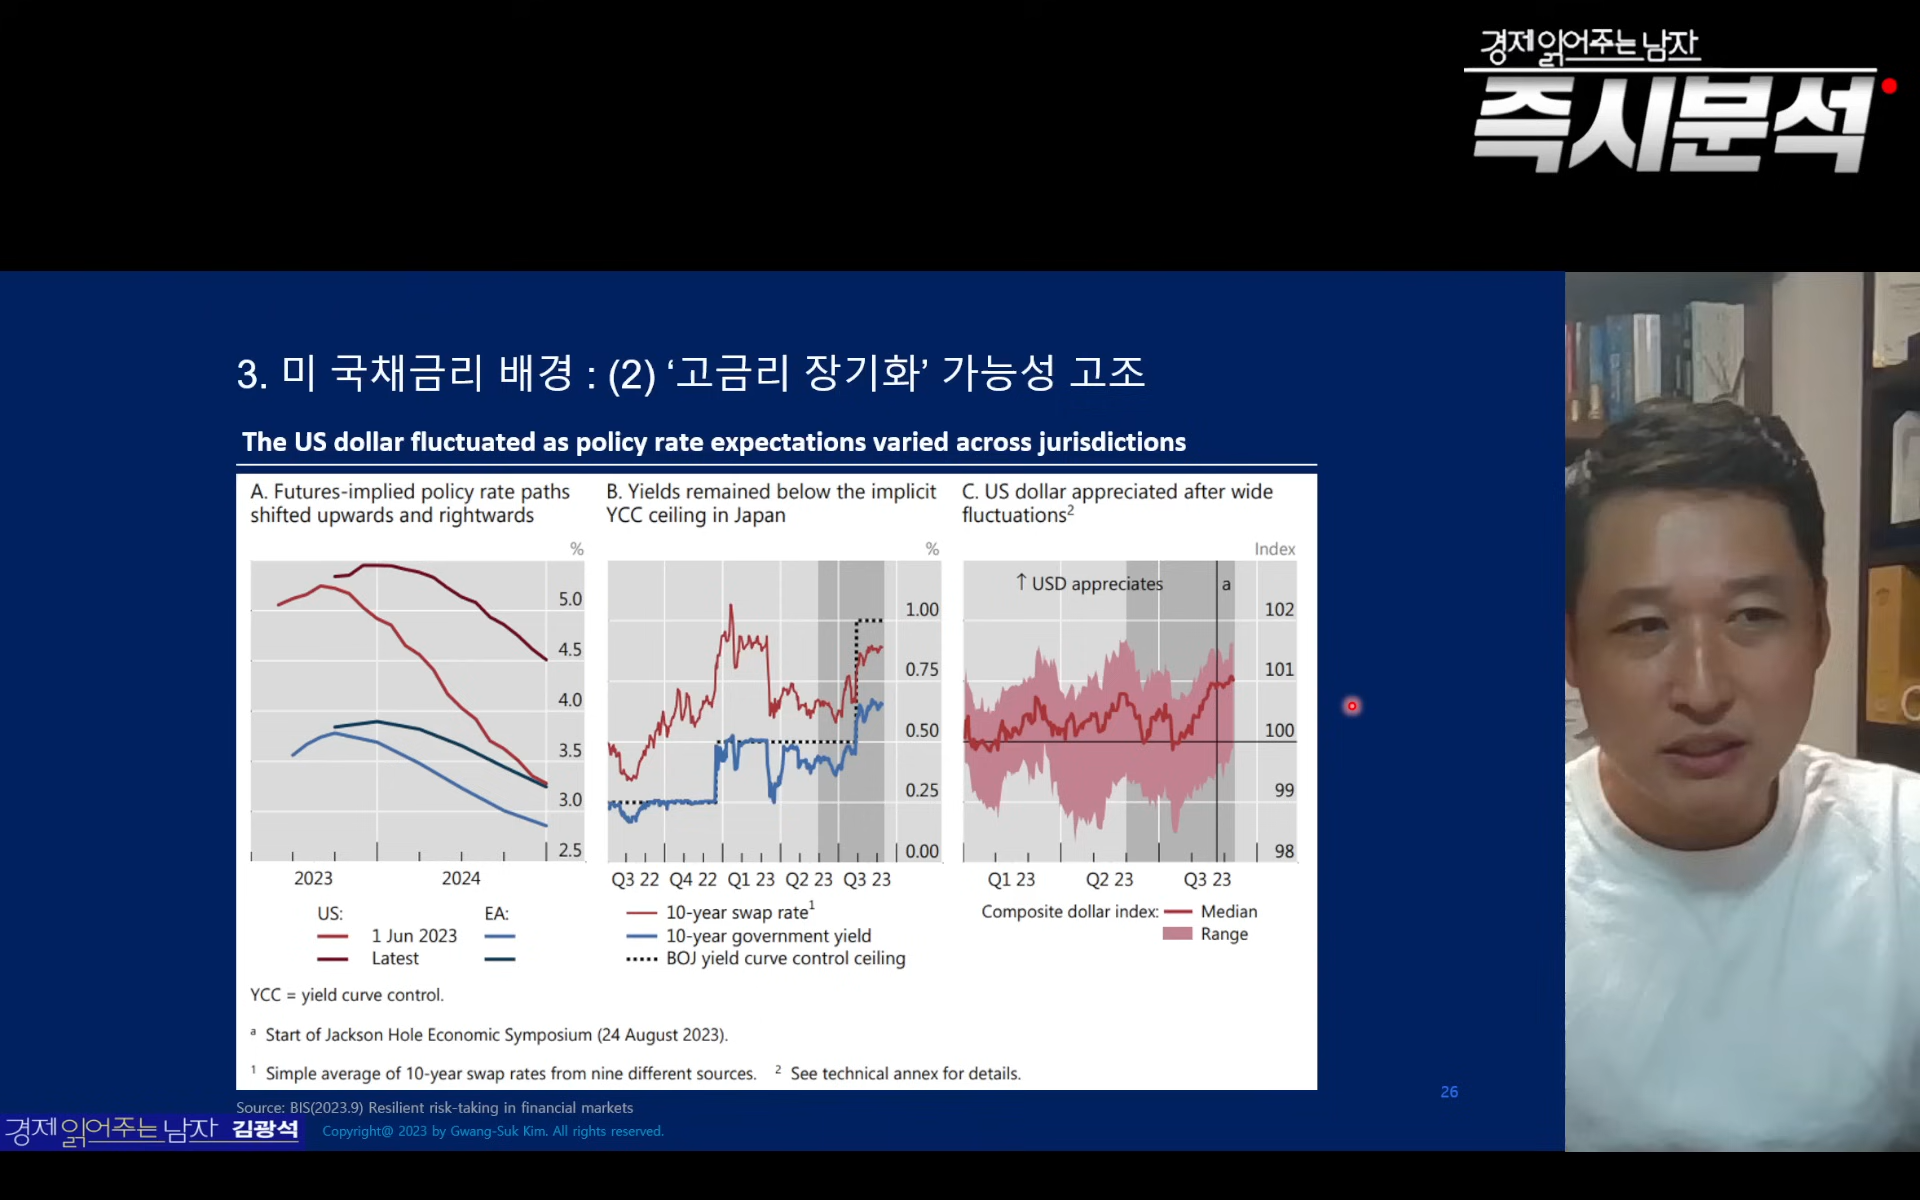 경제 읽어주는 남자
즉시분석
3. 미 국채금리 배경 : (2) ‘고금리 장기화’ 가능성 고조
The US dollar fluctuated as policy rate expectations varied across jurisdictions
A. Futures-implied policy rate paths
shifted upwards and rightwards
%
5.0
4.5
4.0
3.5
3.0
2.5
2023 2024
US: EA:
1 Jun 2023
Latest
B. Yields remained below the implicit
YCC ceiling in Japan
%
1.00
0.75
0.50
0.25
0.00
Q3 22 Q4 22 Q1 23 Q2 23 Q3 23
10-year swap rate¹
10-year government yield
BOJ yield curve control ceiling
C. US dollar appreciated after wide
fluctuations²
Index
↑ USD appreciates a
102
101
100
99
98
Q1 23 Q2 23 Q3 23
Composite dollar index: Median
Range
YCC = yield curve control.
ᵃ Start of Jackson Hole Economic Symposium (24 August 2023).
¹ Simple average of 10-year swap rates from nine different sources. ² See technical annex for details.
26
Source: BIS(2023.9) Resilient risk-taking in financial markets
경제 읽어주는 남자 김광석 Copyright@ 2023 by Gwang-Suk Kim. All rights reserved.